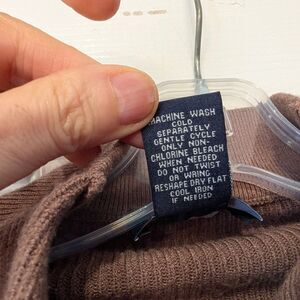 MACHINE WASH
COLD
SEPARATELY
GENTLE CYCLE
ONLY NON-
CHLORINE BLEACH
WHEN NEEDED
DO NOT TWIST
OR WRING
RESHAPE DRY FLAT
COOL IRON
IF NEEDED